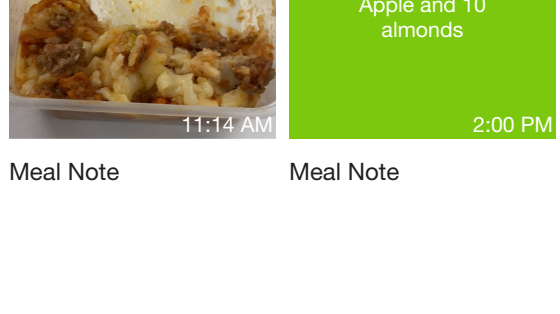 Apple and 10
almonds
11:14 AM
2:00 PM
Meal Note
Meal Note